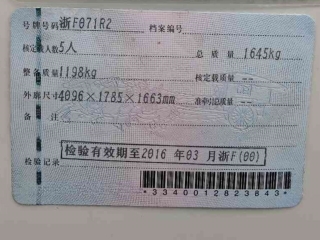 号牌号码 浙F071R2 档案编号
核定载人数 5人 总 质 量 1645kg
整备质量 1198kg 核定载质量 --
外廓尺寸 4096×1785×1663mm 准牵引总质量 --
备 注
检验记录 检验有效期至2016 年03 月浙F(00)
*3340012823843*